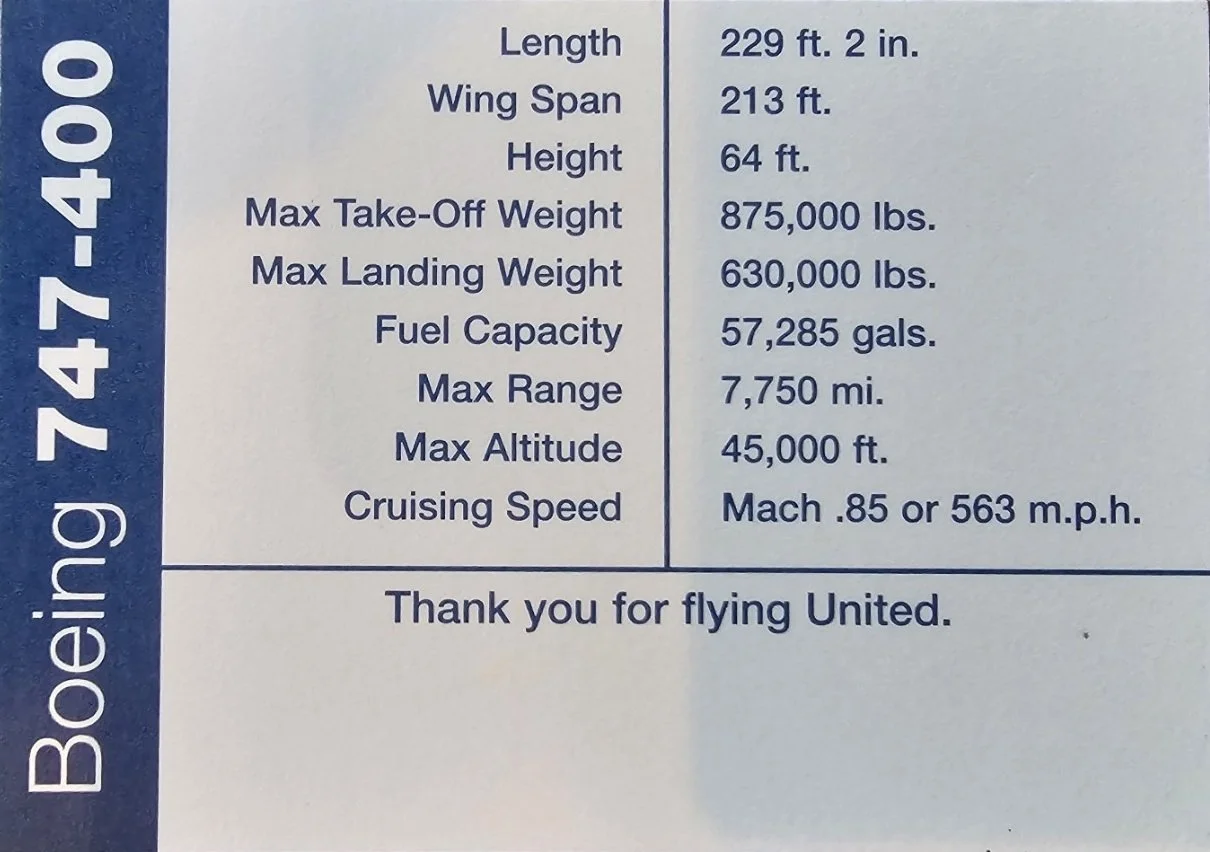 Boeing 747-400
Length 229 ft. 2 in.
Wing Span 213 ft.
Height 64 ft.
Max Take-Off Weight 875,000 lbs.
Max Landing Weight 630,000 lbs.
Fuel Capacity 57,285 gals.
Max Range 7,750 mi.
Max Altitude 45,000 ft.
Cruising Speed Mach .85 or 563 m.p.h.
Thank you for flying United.